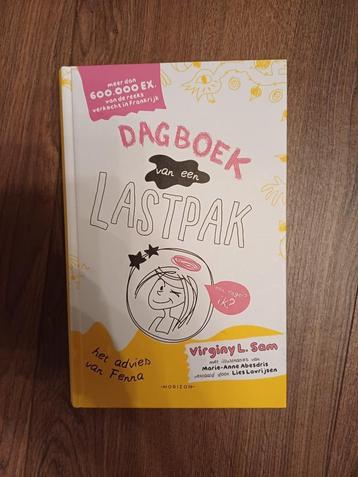 meer dan
600.000 EX.
van de reeks
verkocht in Frankrijk
DAGBOEK
van een
LASTPAK
ik?
het advies
van Fenna
Virginy L. Sam
met illustraties van
Marie-Anne Abesdris
vertaald door Lies Lavrijsen
HORIZON